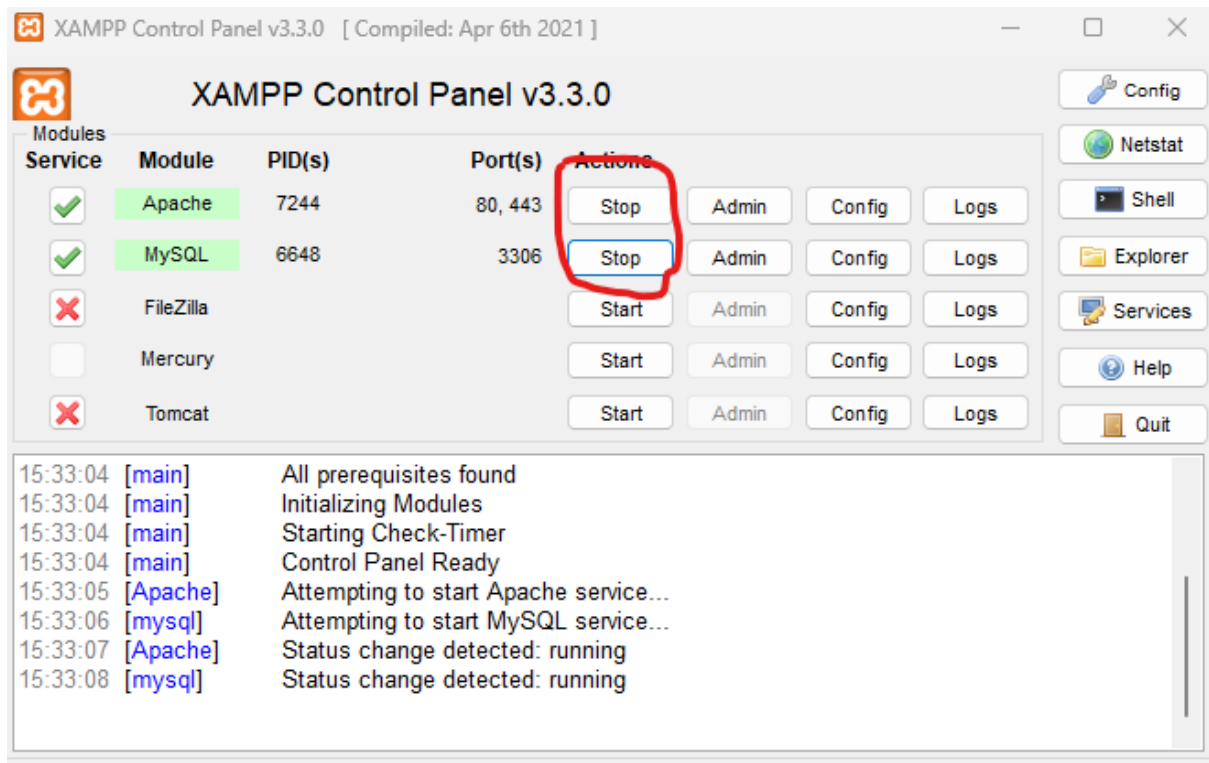 XAMPP Control Panel v3.3.0 [ Compiled: Apr 6th 2021 ]
XAMPP Control Panel v3.3.0
Config
Modules
Service Module PID(s) Port(s) Actions
Netstat
Apache 7244 80, 443 Stop Admin Config Logs
Shell
MySQL 6648 3306 Stop Admin Config Logs
Explorer
FileZilla Start Admin Config Logs
Services
Mercury Start Admin Config Logs
Help
Tomcat Start Admin Config Logs
Quit
15:33:04 [main] All prerequisites found
15:33:04 [main] Initializing Modules
15:33:04 [main] Starting Check-Timer
15:33:04 [main] Control Panel Ready
15:33:05 [Apache] Attempting to start Apache service...
15:33:06 [mysql] Attempting to start MySQL service...
15:33:07 [Apache] Status change detected: running
15:33:08 [mysql] Status change detected: running